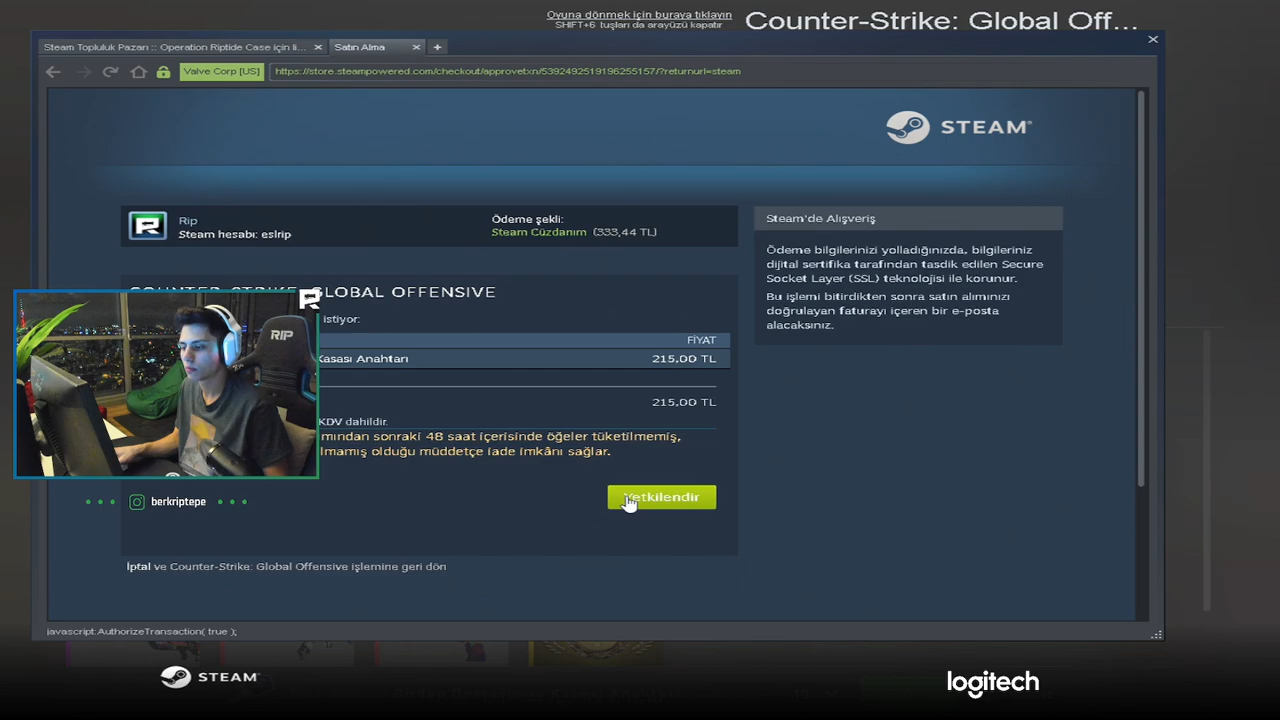 Oyuna dönmek için buraya tıklayın
SHIFT+6 tuşları da arayüzü kapatır
Counter-Strike: Global Off...
Steam Topluluk Pazarı :: Operation Riptide Case için li...
Satın Alma
Valve Corp [US]
https://store.steampowered.com/checkout/approvetxn/5392492519196255157/?returnurl=steam
STEAM
Rip
Steam hesabı: eslrip
Ödeme şekli:
Steam Cüzdanım (333,44 TL)
Steam'de Alışveriş
Ödeme bilgilerinizi yolladığınızda, bilgileriniz
dijital sertifika tarafından tasdik edilen Secure
Socket Layer (SSL) teknolojisi ile korunur.
Bu işlemi bitirdikten sonra satın alımınızı
doğrulayan faturayı içeren bir e-posta
alacaksınız.
COUNTER-STRIKE: GLOBAL OFFENSIVE
istiyor:
FİYAT
Kasası Anahtarı 215,00 TL
215,00 TL
KDV dahildir.
mından sonraki 48 saat içerisinde öğeler tüketilmemiş,
lmamış olduğu müddetçe iade imkânı sağlar.
RIP
berkriptepe
Yetkilendir
İptal ve Counter-Strike: Global Offensive işlemine geri dön
javascript:AuthorizeTransaction( true );
STEAM
logitech